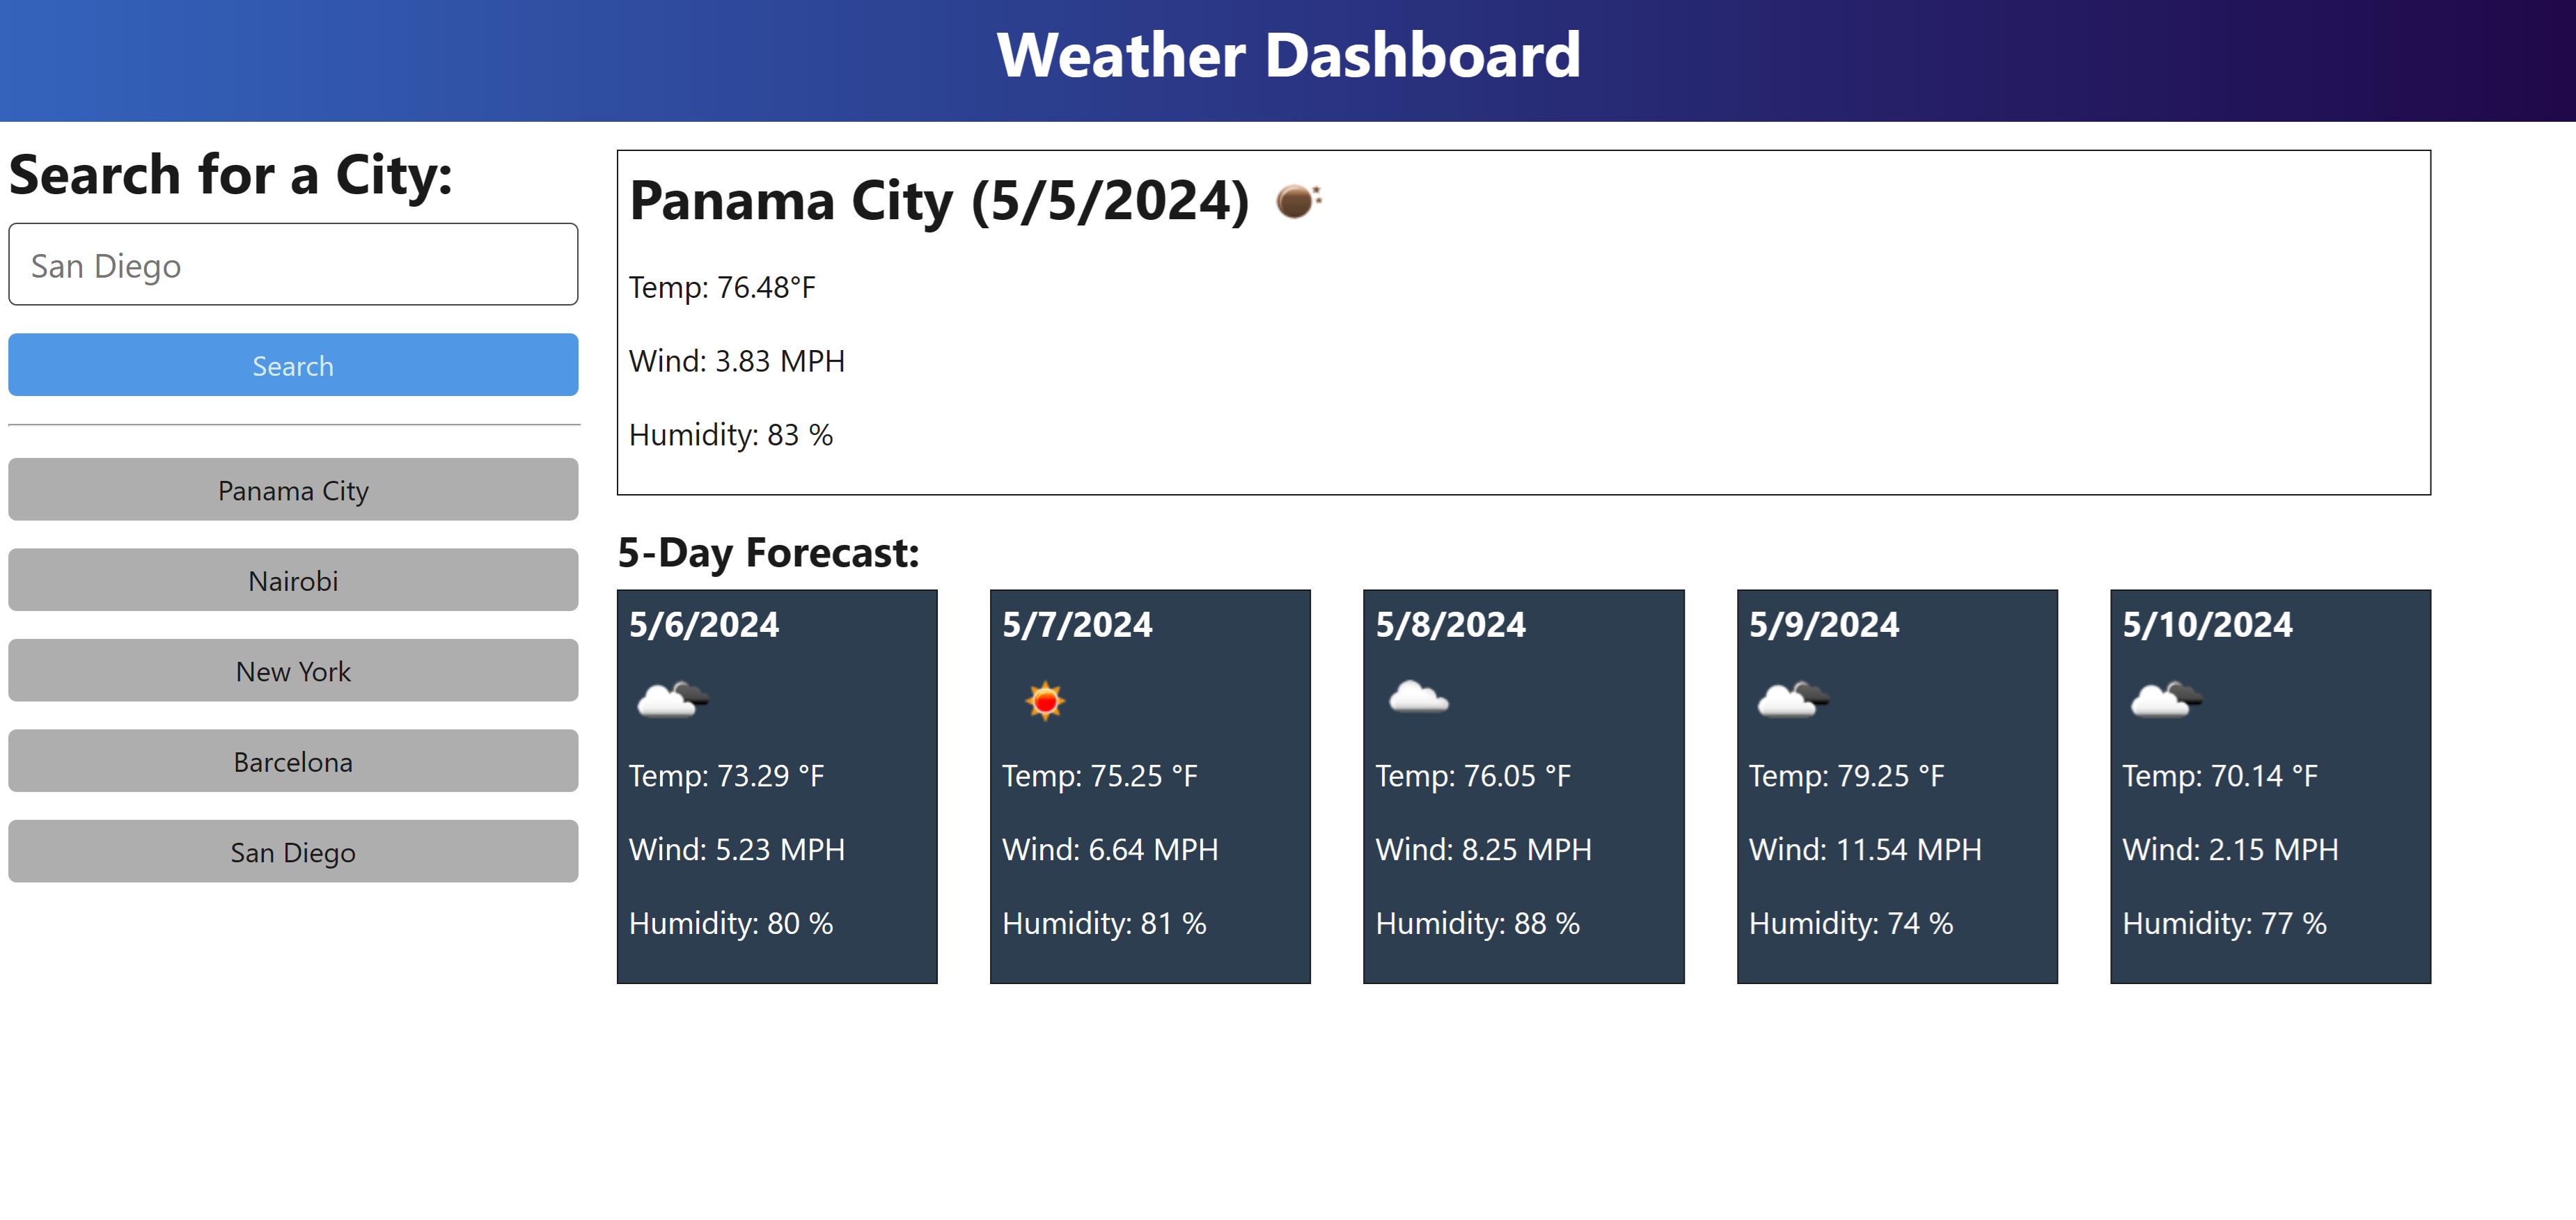 Weather Dashboard
Search for a City:
San Diego
Search
Panama City
Nairobi
New York
Barcelona
San Diego
Panama City (5/5/2024)
Temp: 76.48°F
Wind: 3.83 MPH
Humidity: 83 %
5-Day Forecast:
5/6/2024
Temp: 73.29 °F
Wind: 5.23 MPH
Humidity: 80 %
5/7/2024
Temp: 75.25 °F
Wind: 6.64 MPH
Humidity: 81 %
5/8/2024
Temp: 76.05 °F
Wind: 8.25 MPH
Humidity: 88 %
5/9/2024
Temp: 79.25 °F
Wind: 11.54 MPH
Humidity: 74 %
5/10/2024
Temp: 70.14 °F
Wind: 2.15 MPH
Humidity: 77 %